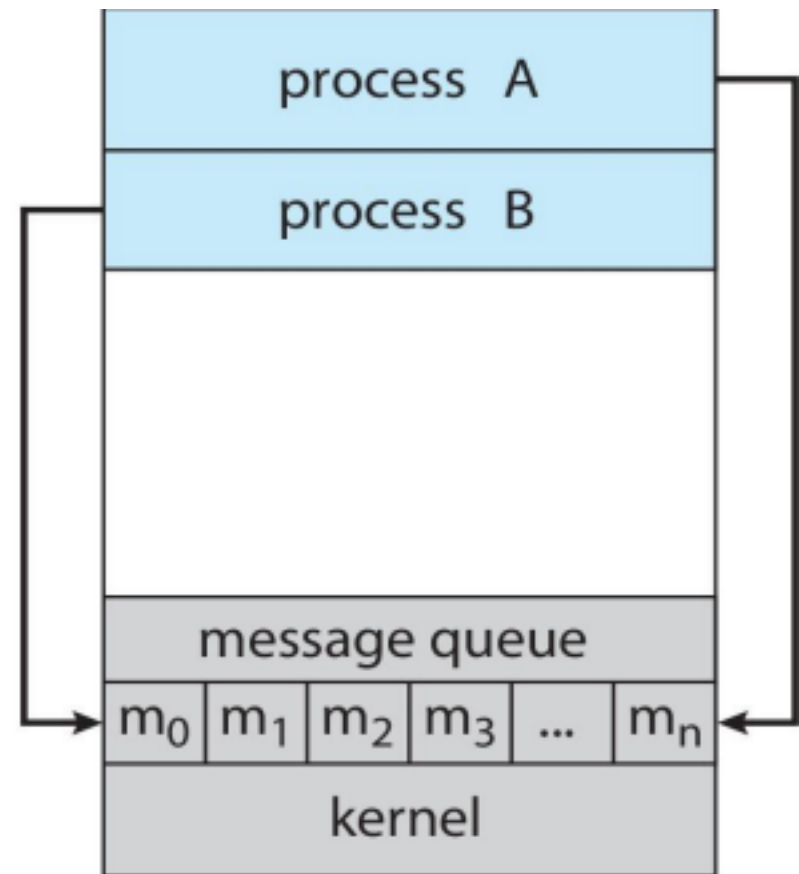 process A
process B
message queue
m₀ m₁ m₂ m₃ ... mₙ
kernel